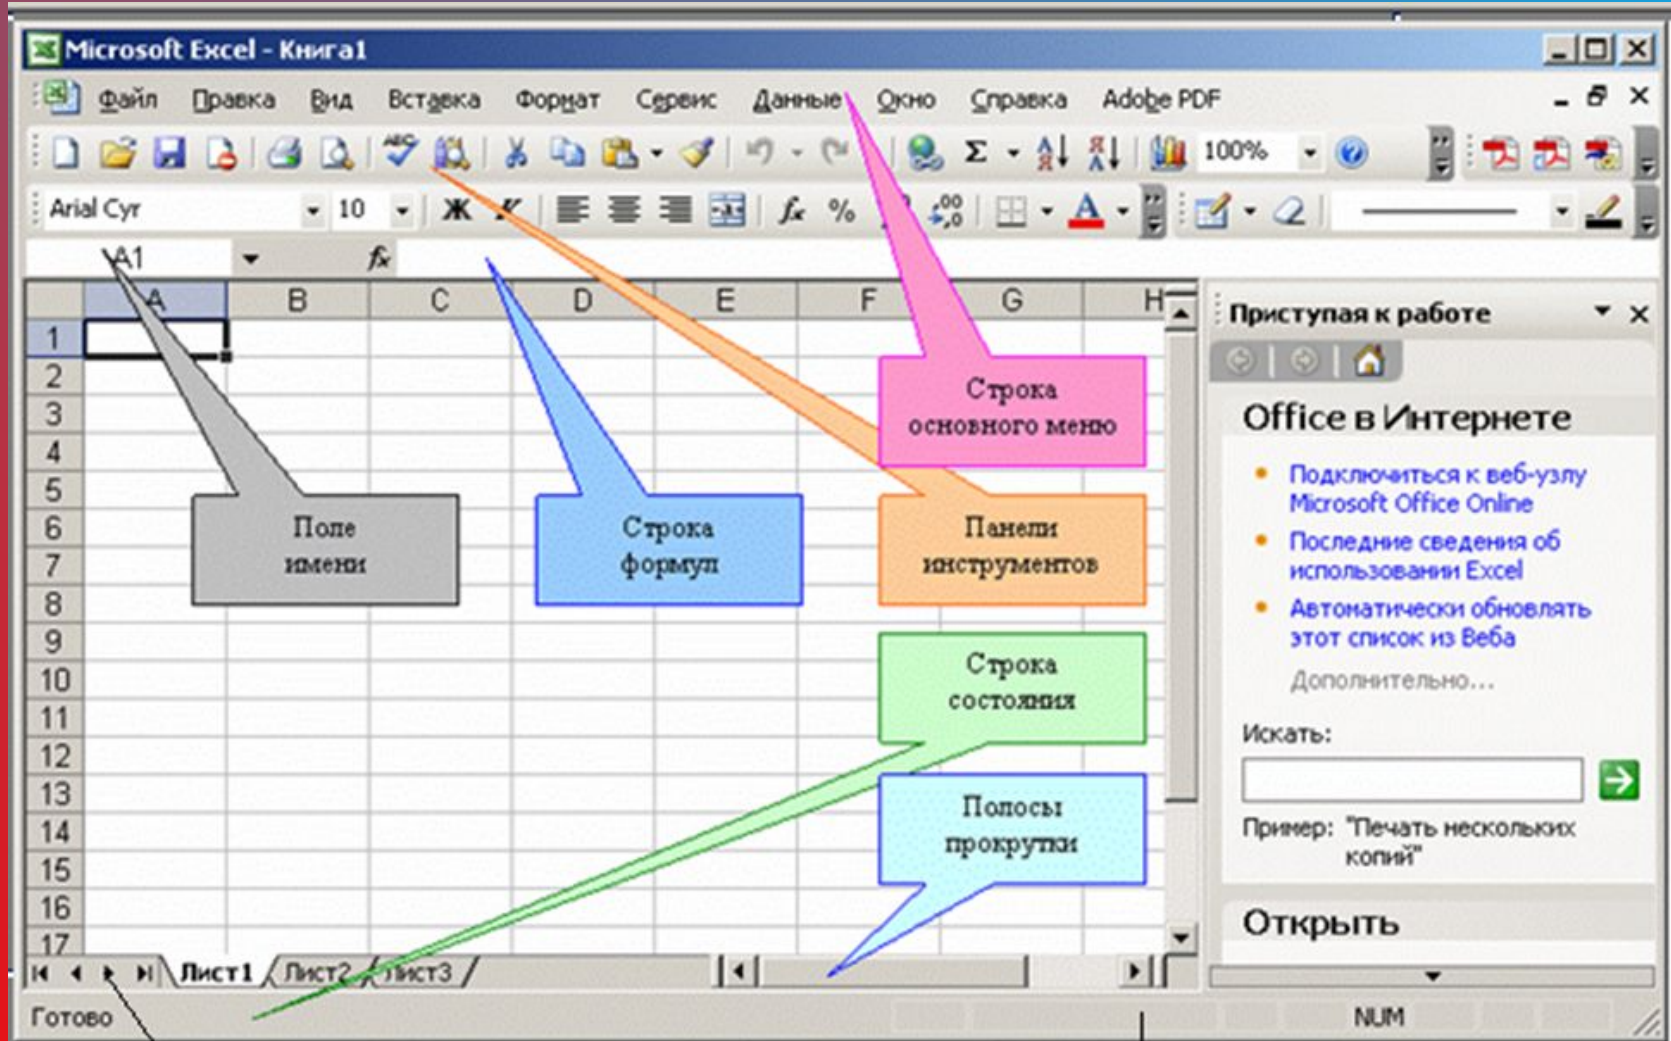 Microsoft Excel - Книга1
Файл Правка Вид Вставка Формат Сервис Данные Окно Справка Adobe PDF
ABC Σ А Я Я А 100%
Arial Cyr 10 Ж К fx % ,00 ,0
A1 fx
A B C D E F G H
1
2
3
4
5
6
7
8
9
10
11
12
13
14
15
16
17
Строка
основного меню
Поле
имени
Строка
формул
Панели
инструментов
Строка
состояния
Полосы
прокрутки
Приступая к работе
Office в Интернете
Подключиться к веб-узлу
Microsoft Office Online
Последние сведения об
использовании Excel
Автоматически обновлять
этот список из Веба
Дополнительно...
Искать:
Пример: "Печать нескольких
копий"
Открыть
Лист1 Лист2 Лист3
Готово NUM